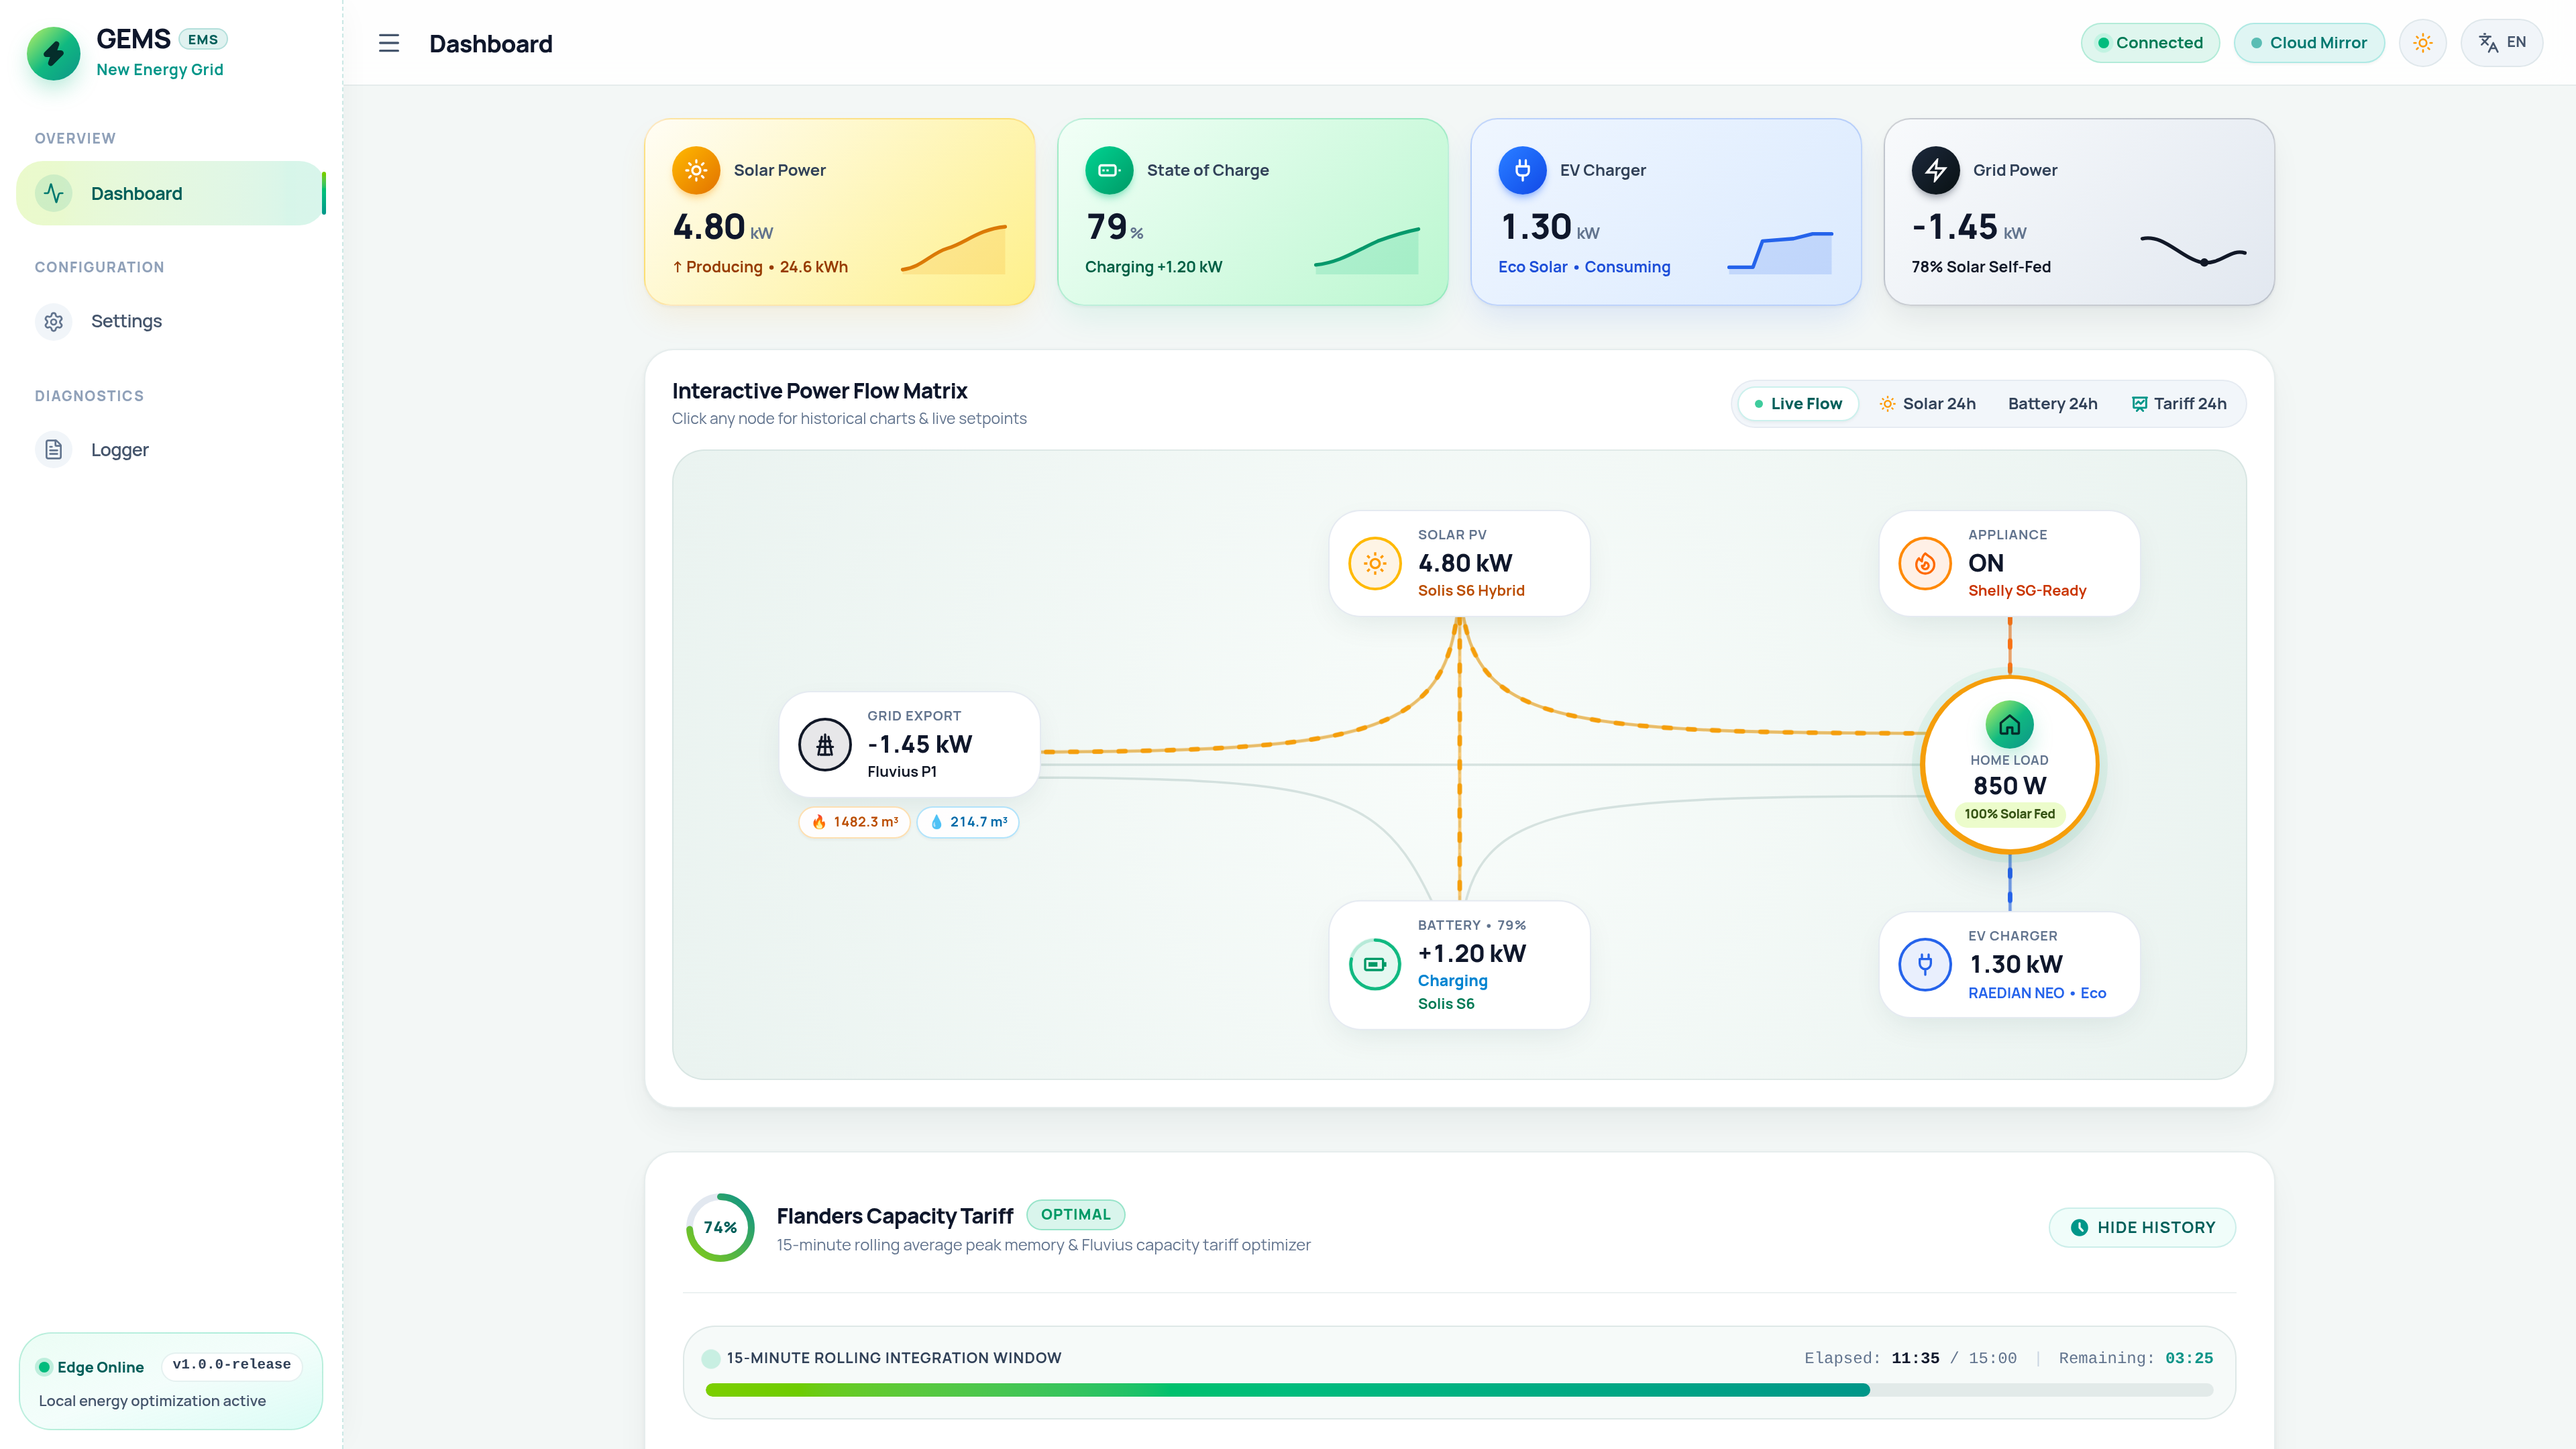 GEMS EMS
New Energy Grid
OVERVIEW
Dashboard
CONFIGURATION
Settings
DIAGNOSTICS
Logger
Edge Online v1.0.0-release
Local energy optimization active
Dashboard
Connected
Cloud Mirror
EN
Solar Power
4.80 kW
↑ Producing • 24.6 kWh
State of Charge
79 %
Charging +1.20 kW
EV Charger
1.30 kW
Eco Solar • Consuming
Grid Power
-1.45 kW
78% Solar Self-Fed
Interactive Power Flow Matrix
Click any node for historical charts & live setpoints
Live Flow
Solar 24h
Battery 24h
Tariff 24h
SOLAR PV
4.80 kW
Solis S6 Hybrid
APPLIANCE
ON
Shelly SG-Ready
GRID EXPORT
-1.45 kW
Fluvius P1
🔥 1482.3 m³
💧 214.7 m³
HOME LOAD
850 W
100% Solar Fed
BATTERY • 79%
+1.20 kW
Charging
Solis S6
EV CHARGER
1.30 kW
RAEDIAN NEO • Eco
74%
Flanders Capacity Tariff OPTIMAL
15-minute rolling average peak memory & Fluvius capacity tariff optimizer
HIDE HISTORY
15-MINUTE ROLLING INTEGRATION WINDOW
Elapsed: 11:35 / 15:00 | Remaining: 03:25